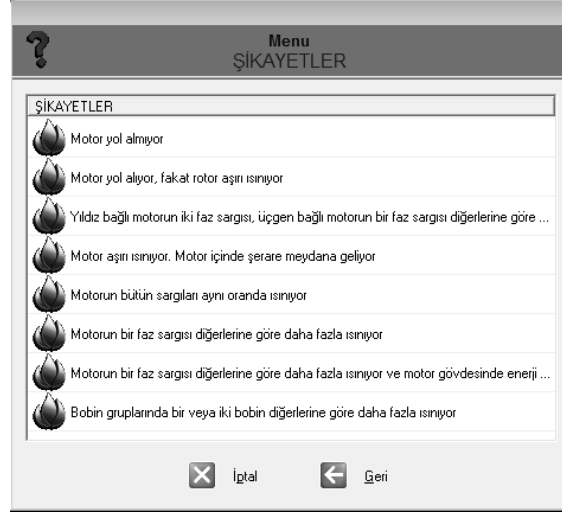 Menu
ŞİKAYETLER
ŞİKAYETLER
Motor yol almıyor
Motor yol alıyor, fakat rotor aşırı ısınıyor
Yıldız bağlı motorun iki faz sargısı, üçgen bağlı motorun bir faz sargısı diğerlerine göre ...
Motor aşırı ısınıyor. Motor içinde şerare meydana geliyor
Motorun bütün sargıları aynı oranda ısınıyor
Motorun bir faz sargısı diğerlerine göre daha fazla ısınıyor
Motorun bir faz sargısı diğerlerine göre daha fazla ısınıyor ve motor gövdesinde enerji ...
Bobin gruplarında bir veya iki bobin diğerlerine göre daha fazla ısınıyor
İptal Geri